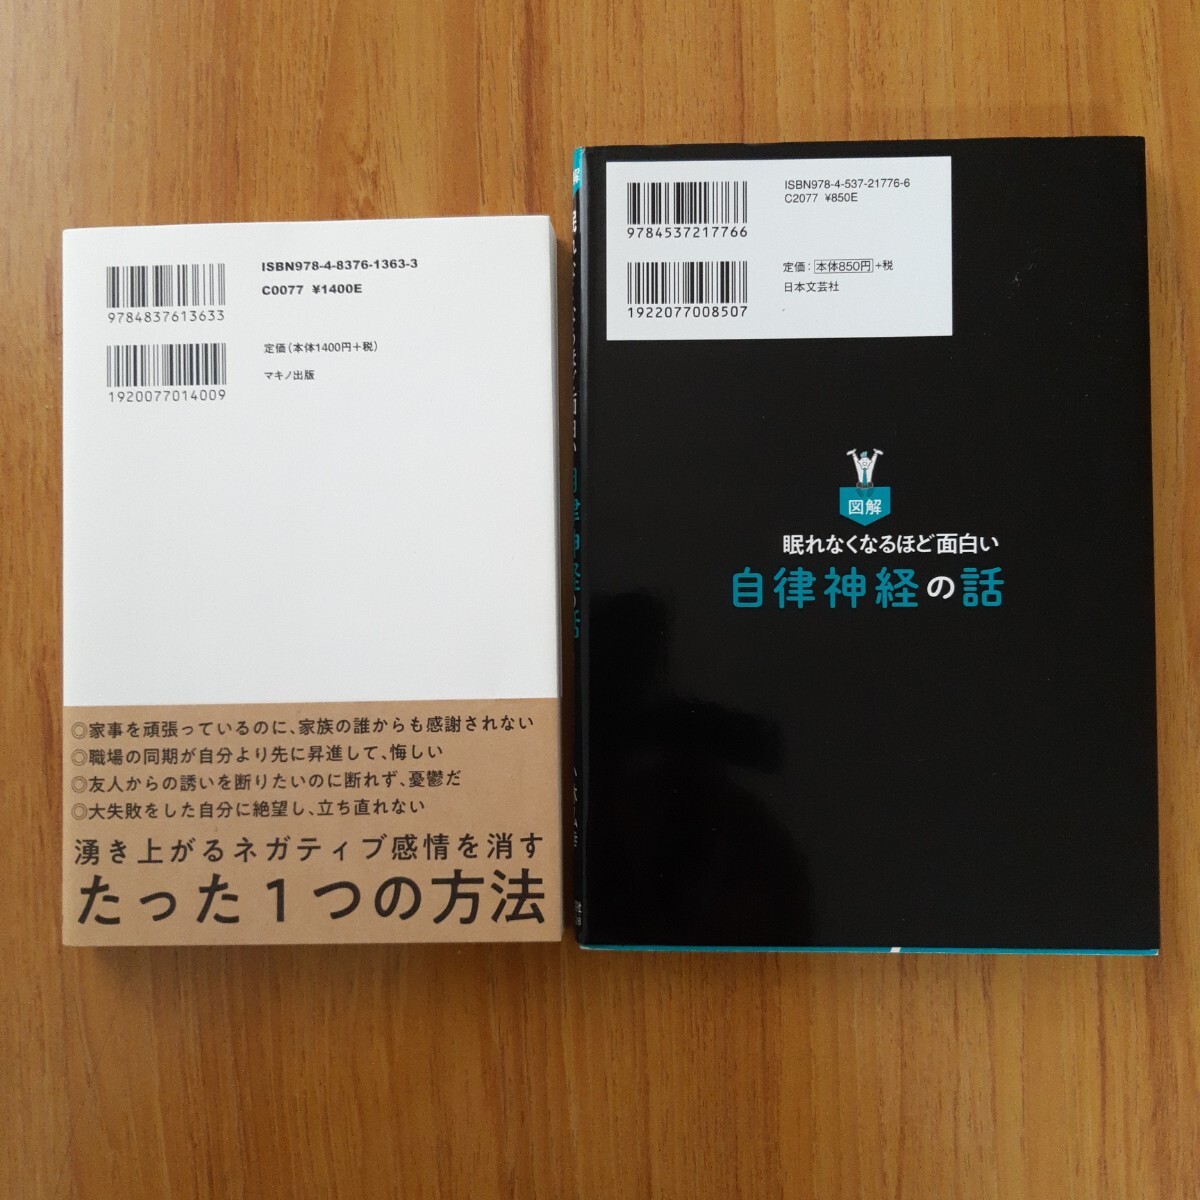 ISBN978-4-8376-1363-3
C0077 ¥1400E
9784837613633
定価(本体1400円+税)
マキノ出版
1920077014009
◎家事を頑張っているのに、家族の誰からも感謝されない
◎職場の同期が自分より先に昇進して、悔しい
◎友人からの誘いを断りたいのに断れず、憂鬱だ
◎大失敗をした自分に絶望し、立ち直れない
湧き上がるネガティブ感情を消す
たった1つの方法
解
自律神経の話
ISBN978-4-537-21776-6
C2077 ¥850E
9784537217766
定価:本体850円+税
日本文芸社
1922077008507
図解
眠れなくなるほど面白い
自律神経の話